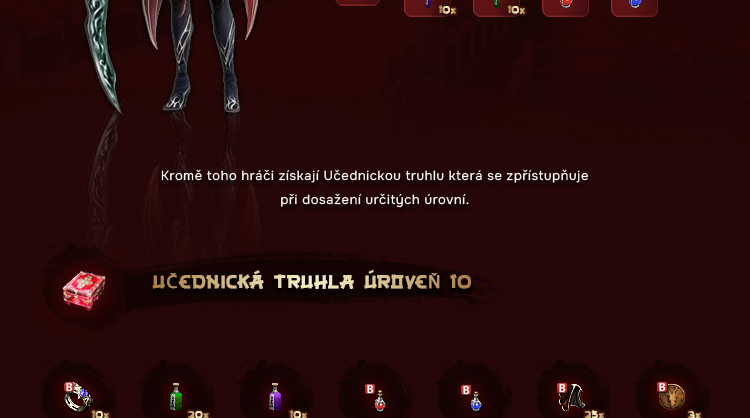 10x 10x
Kromě toho hráči získají Učednickou truhlu která se zpřístupňuje
při dosažení určitých úrovní.
UČEDNICKÁ TRUHLA ÚROVEŇ 10
B B B B B
10x 20x 10x 25x 3x